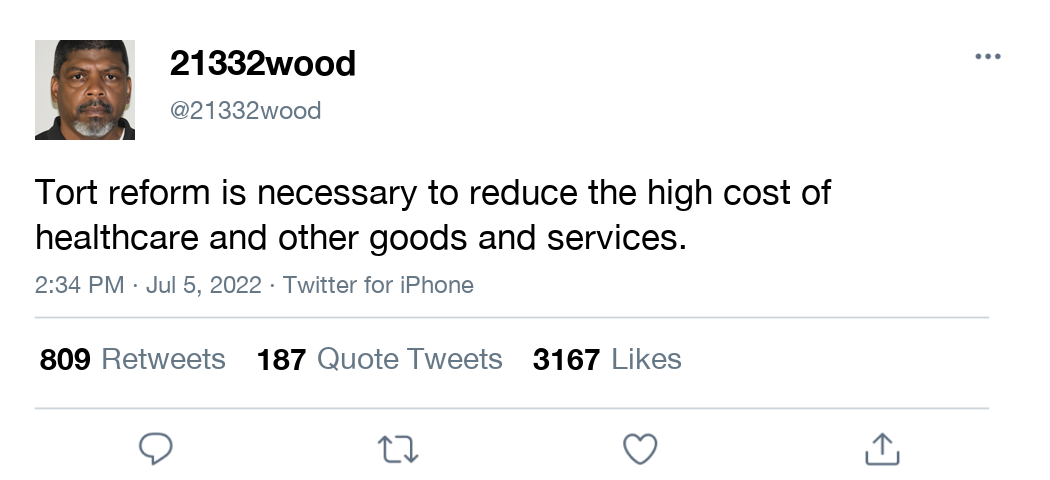 21332wood
@21332wood
Tort reform is necessary to reduce the high cost of
healthcare and other goods and services.
2:34 PM · Jul 5, 2022 · Twitter for iPhone
809 Retweets 187 Quote Tweets 3167 Likes